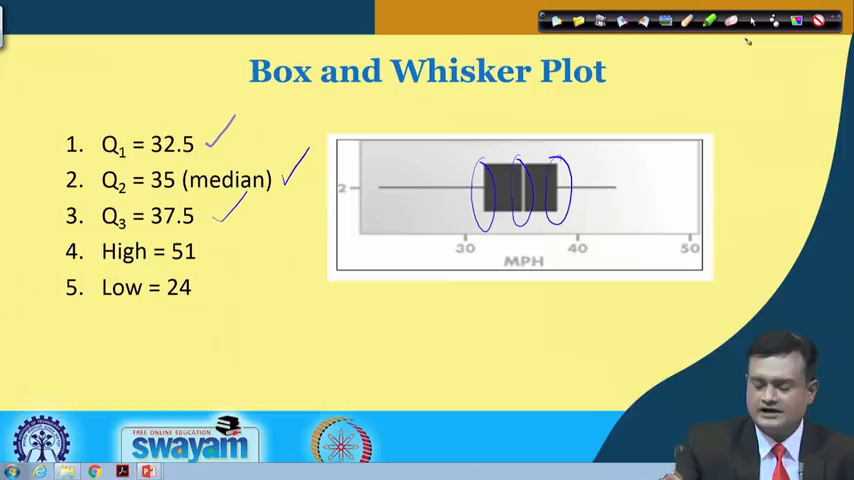 Box and Whisker Plot
1. Q₁ = 32.5
2. Q₂ = 35 (median)
3. Q₃ = 37.5
4. High = 51
5. Low = 24
2
30 40 50
MPH
FREE ONLINE EDUCATION
swayam